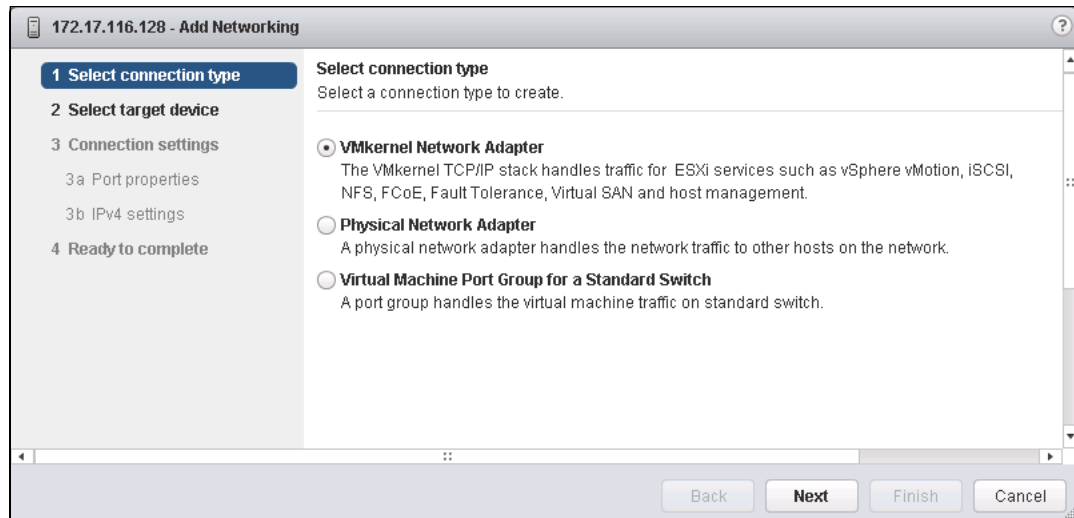 172.17.116.128 - Add Networking
?
1 Select connection type
2 Select target device
3 Connection settings
3a Port properties
3b IPv4 settings
4 Ready to complete
Select connection type
Select a connection type to create.
VMkernel Network Adapter
The VMkernel TCP/IP stack handles traffic for ESXi services such as vSphere vMotion, iSCSI,
NFS, FCoE, Fault Tolerance, Virtual SAN and host management.
Physical Network Adapter
A physical network adapter handles the network traffic to other hosts on the network.
Virtual Machine Port Group for a Standard Switch
A port group handles the virtual machine traffic on standard switch.
Back Next Finish Cancel